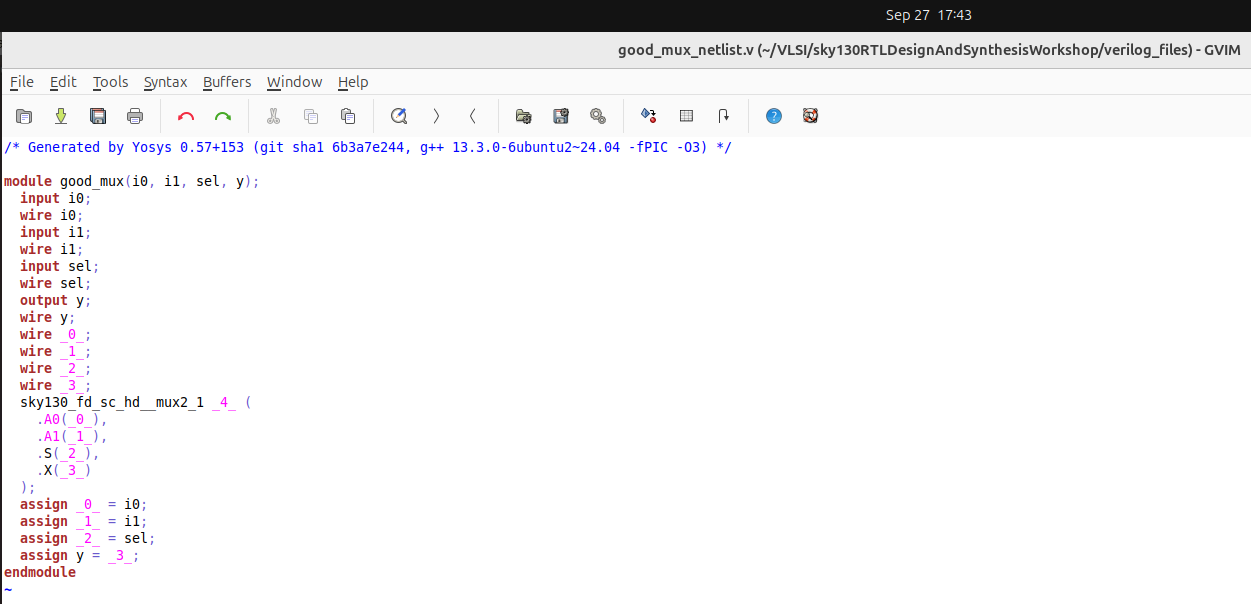 Sep 27 17:43
good_mux_netlist.v (~/VLSI/sky130RTLDesignAndSynthesisWorkshop/verilog_files) - GVIM
File Edit Tools Syntax Buffers Window Help
/* Generated by Yosys 0.57+153 (git sha1 6b3a7e244, g++ 13.3.0-6ubuntu2~24.04 -fPIC -O3) */
module good_mux(i0, i1, sel, y);
  input i0;
  wire i0;
  input i1;
  wire i1;
  input sel;
  wire sel;
  output y;
  wire y;
  wire _0_;
  wire _1_;
  wire _2_;
  wire _3_;
  sky130_fd_sc_hd__mux2_1 _4_ (
    .A0(_0_),
    .A1(_1_),
    .S(_2_),
    .X(_3_)
  );
  assign _0_ = i0;
  assign _1_ = i1;
  assign _2_ = sel;
  assign y = _3_;
endmodule
~